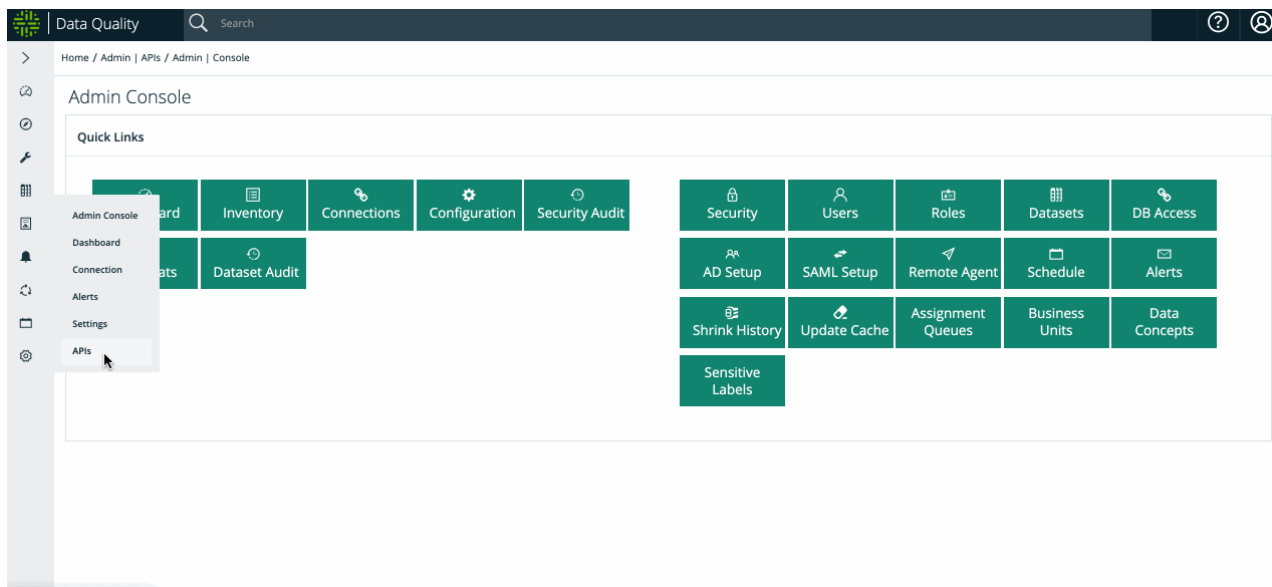 Data Quality
Search
Home / Admin | APIs / Admin | Console
Admin Console
Quick Links
Admin Console
Dashboard
Connection
Alerts
Settings
APIs
ard
Inventory
Connections
Configuration
Security Audit
ats
Dataset Audit
Security
Users
Roles
Datasets
DB Access
AD Setup
SAML Setup
Remote Agent
Schedule
Alerts
Shrink History
Update Cache
Assignment
Queues
Business
Units
Data
Concepts
Sensitive
Labels